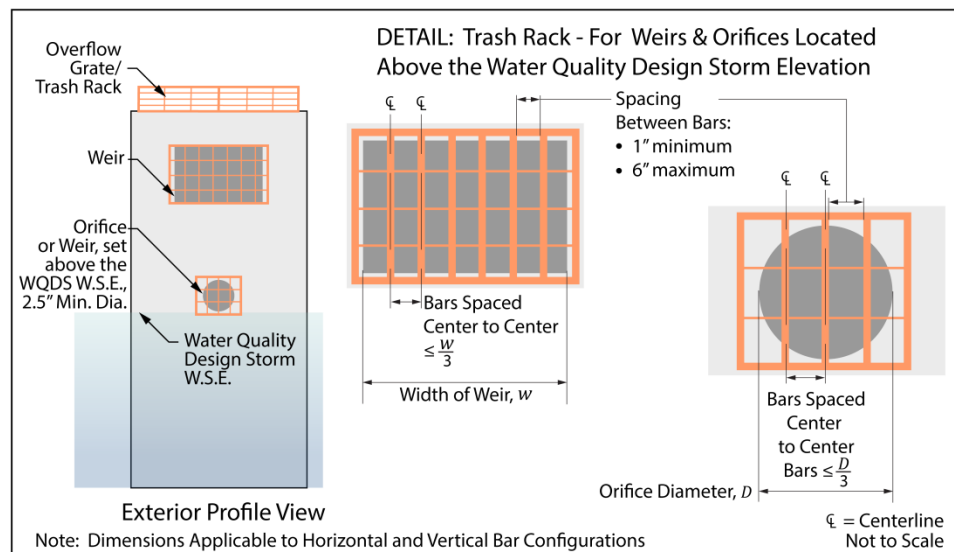 DETAIL: Trash Rack - For Weirs & Orifices Located
Above the Water Quality Design Storm Elevation
Overflow
Grate/
Trash Rack
Weir
Orifice
or Weir, set
above the
WQDS W.S.E.,
2.5” Min. Dia.
Water Quality
Design Storm
W.S.E.
Exterior Profile View
℄
℄
Spacing
Between Bars:
• 1” minimum
• 6” maximum
Bars Spaced
Center to Center
≤ w/3
Width of Weir, w
℄
℄
Bars Spaced
Center
to Center
Bars ≤ D/3
Orifice Diameter, D
℄ = Centerline
Not to Scale
Note: Dimensions Applicable to Horizontal and Vertical Bar Configurations